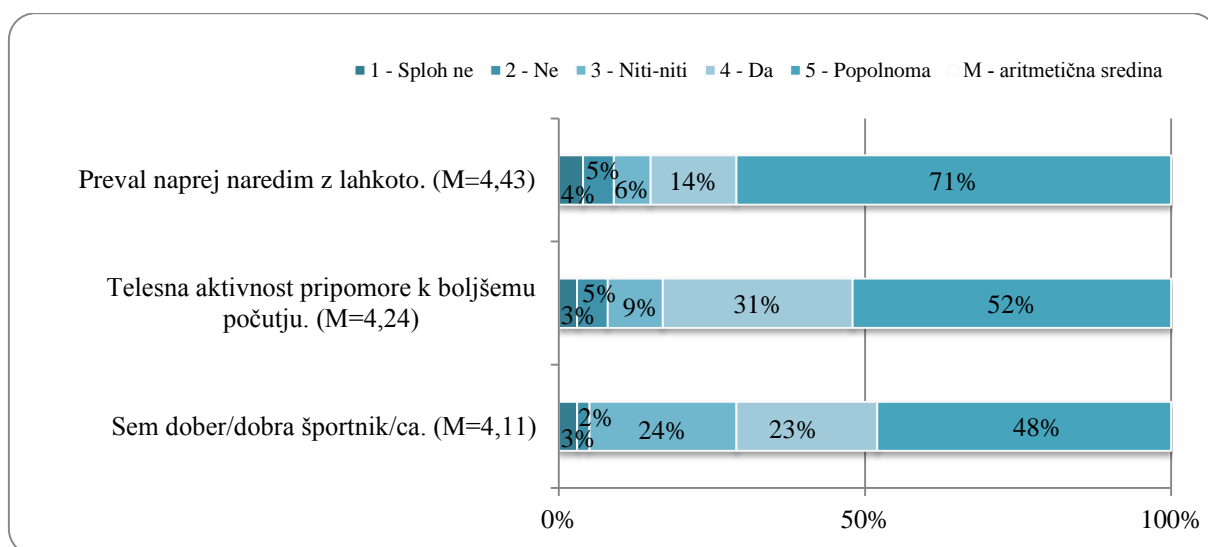 1 - Sploh ne 2 - Ne 3 - Niti-niti 4 - Da 5 - Popolnoma M - aritmetična sredina
Preval naprej naredim z lahkoto. (M=4,43)
4% 5% 6% 14% 71%
Telesna aktivnost pripomore k boljšemu
počutju. (M=4,24)
3% 5% 9% 31% 52%
Sem dober/dobra športnik/ca. (M=4,11)
3% 2% 24% 23% 48%
0% 50% 100%